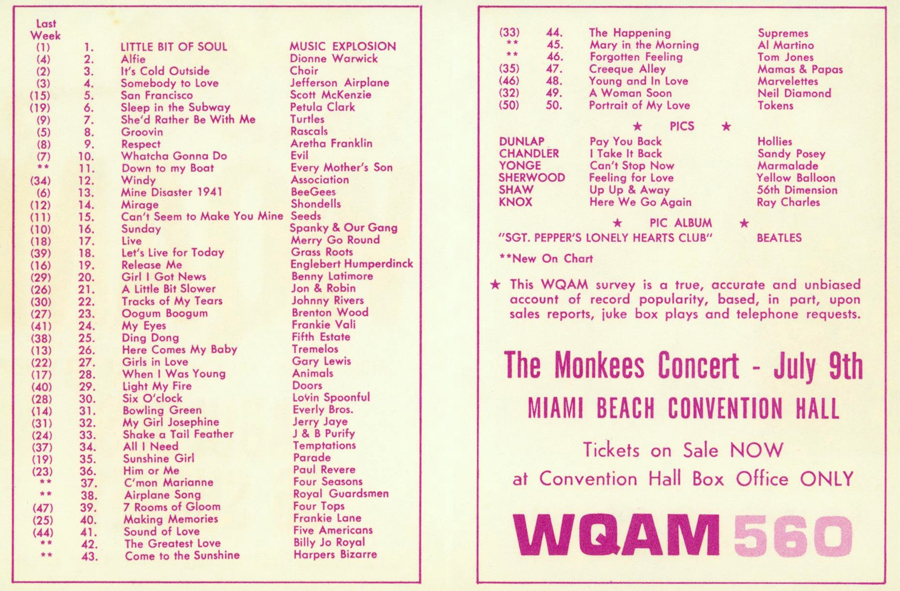 Last
Week
(1) 1. LITTLE BIT OF SOUL MUSIC EXPLOSION
(4) 2. Alfie Dionne Warwick
(2) 3. It's Cold Outside Choir
(3) 4. Somebody to Love Jefferson Airplane
(15) 5. San Francisco Scott McKenzie
(19) 6. Sleep in the Subway Petula Clark
(9) 7. She'd Rather Be With Me Turtles
(5) 8. Groovin Rascals
(8) 9. Respect Aretha Franklin
(7) 10. Whatcha Gonna Do Evil
** 11. Down to my Boat Every Mother's Son
(34) 12. Windy Association
(6) 13. Mine Disaster 1941 BeeGees
(12) 14. Mirage Shondells
(11) 15. Can't Seem to Make You Mine Seeds
(10) 16. Sunday Spanky & Our Gang
(18) 17. Live Merry Go Round
(39) 18. Let's Live for Today Grass Roots
(16) 19. Release Me Englebert Humperdinck
(29) 20. Girl I Got News Benny Latimore
(26) 21. A Little Bit Slower Jon & Robin
(30) 22. Tracks of My Tears Johnny Rivers
(27) 23. Oogum Boogum Brenton Wood
(41) 24. My Eyes Frankie Vali
(38) 25. Ding Dong Fifth Estate
(13) 26. Here Comes My Baby Tremelos
(22) 27. Girls in Love Gary Lewis
(17) 28. When I Was Young Animals
(40) 29. Light My Fire Doors
(28) 30. Six O'clock Lovin Spoonful
(14) 31. Bowling Green Everly Bros.
(31) 32. My Girl Josephine Jerry Jaye
(24) 33. Shake a Tail Feather J & B Purify
(37) 34. All I Need Temptations
(19) 35. Sunshine Girl Parade
(23) 36. Him or Me Paul Revere
** 37. C'mon Marianne Four Seasons
** 38. Airplane Song Royal Guardsmen
(47) 39. 7 Rooms of Gloom Four Tops
(25) 40. Making Memories Frankie Lane
(44) 41. Sound of Love Five Americans
** 42. The Greatest Love Billy Jo Royal
** 43. Come to the Sunshine Harpers Bizarre
(33) 44. The Happening Supremes
** 45. Mary in the Morning Al Martino
** 46. Forgotten Feeling Tom Jones
(35) 47. Creeque Alley Mamas & Papas
(46) 48. Young and In Love Marvelettes
(32) 49. A Woman Soon Neil Diamond
(50) 50. Portrait of My Love Tokens
★ PICS ★
DUNLAP Pay You Back Hollies
CHANDLER I Take It Back Sandy Posey
YONGE Can't Stop Now Marmalade
SHERWOOD Feeling for Love Yellow Balloon
SHAW Up Up & Away 56th Dimension
KNOX Here We Go Again Ray Charles
★ PIC ALBUM ★
"SGT. PEPPER'S LONELY HEARTS CLUB" BEATLES
**New On Chart
★ This WQAM survey is a true, accurate and unbiased
account of record popularity, based, in part, upon
sales reports, juke box plays and telephone requests.
The Monkees Concert - July 9th
MIAMI BEACH CONVENTION HALL
Tickets on Sale NOW
at Convention Hall Box Office ONLY
WQAM 560